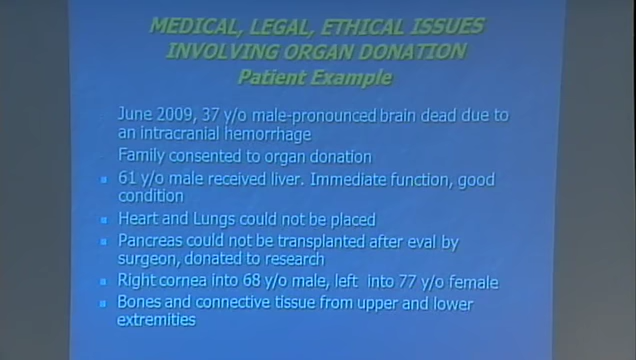 MEDICAL, LEGAL, ETHICAL ISSUES
INVOLVING ORGAN DONATION
Patient Example
June 2009, 37 y/o male-pronounced brain dead due to
an intracranial hemorrhage
Family consented to organ donation
61 y/o male received liver. Immediate function, good
condition
Heart and Lungs could not be placed
Pancreas could not be transplanted after eval by
surgeon, donated to research
Right cornea into 68 y/o male, left into 77 y/o female
Bones and connective tissue from upper and lower
extremities